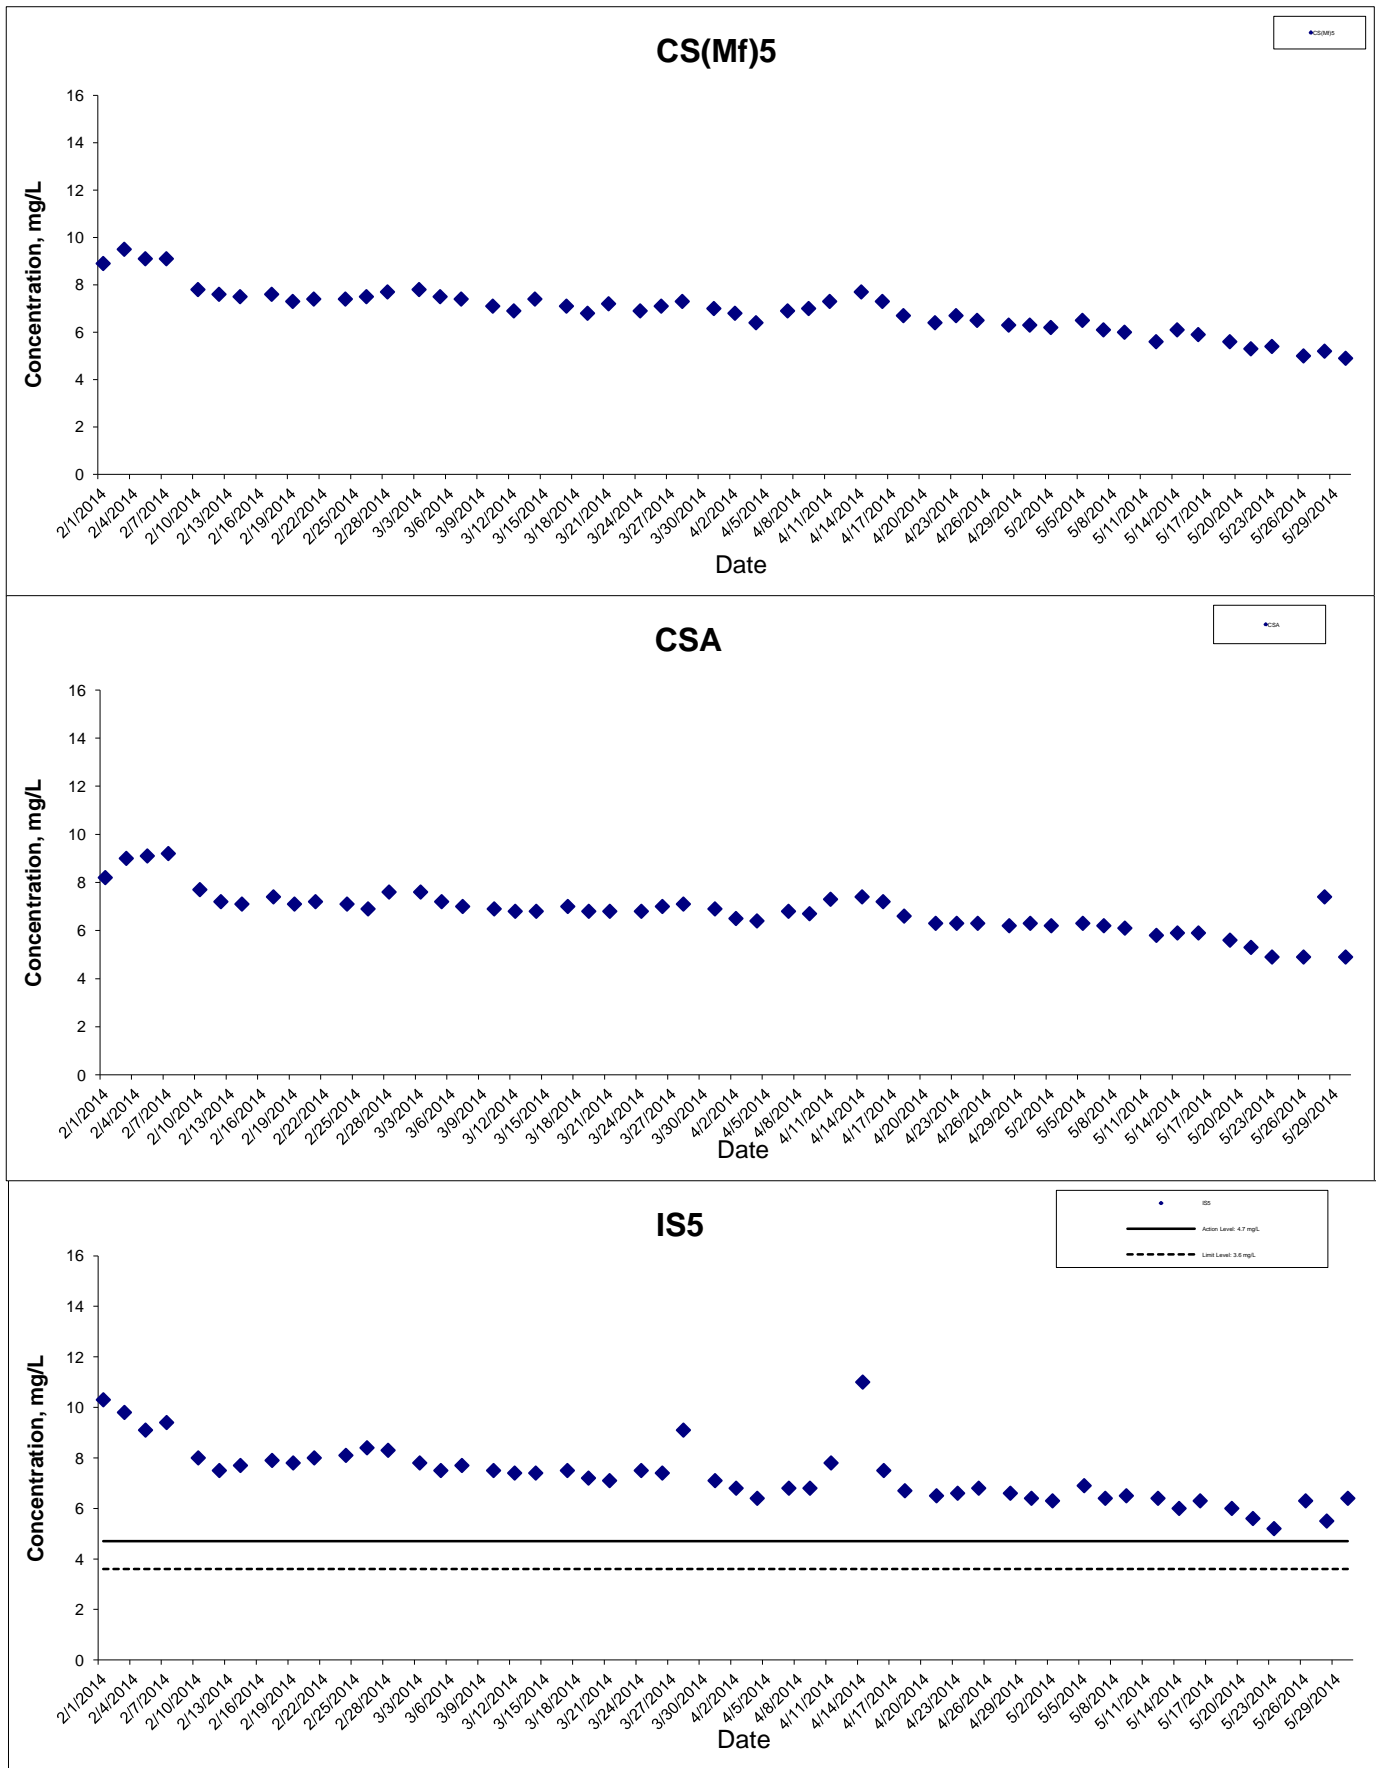 CS(Mf)5
CS(Mf)5
Concentration, mg/L
16
14
12
10
8
6
4
2
0
2/1/2014 2/4/2014 2/7/2014 2/10/2014 2/13/2014 2/16/2014 2/19/2014 2/22/2014 2/25/2014 2/28/2014 3/3/2014 3/6/2014 3/9/2014 3/12/2014 3/15/2014 3/18/2014 3/21/2014 3/24/2014 3/27/2014 3/30/2014 4/2/2014 4/5/2014 4/8/2014 4/11/2014 4/14/2014 4/17/2014 4/20/2014 4/23/2014 4/26/2014 4/29/2014 5/2/2014 5/5/2014 5/8/2014 5/11/2014 5/14/2014 5/17/2014 5/20/2014 5/23/2014 5/26/2014 5/29/2014
Date
CSA
CSA
Concentration, mg/L
16
14
12
10
8
6
4
2
0
2/1/2014 2/4/2014 2/7/2014 2/10/2014 2/13/2014 2/16/2014 2/19/2014 2/22/2014 2/25/2014 2/28/2014 3/3/2014 3/6/2014 3/9/2014 3/12/2014 3/15/2014 3/18/2014 3/21/2014 3/24/2014 3/27/2014 3/30/2014 4/2/2014 4/5/2014 4/8/2014 4/11/2014 4/14/2014 4/17/2014 4/20/2014 4/23/2014 4/26/2014 4/29/2014 5/2/2014 5/5/2014 5/8/2014 5/11/2014 5/14/2014 5/17/2014 5/20/2014 5/23/2014 5/26/2014 5/29/2014
Date
IS5
IS5
Action Level: 4.7 mg/L
Limit Level: 3.6 mg/L
Concentration, mg/L
16
14
12
10
8
6
4
2
0
2/1/2014 2/4/2014 2/7/2014 2/10/2014 2/13/2014 2/16/2014 2/19/2014 2/22/2014 2/25/2014 2/28/2014 3/3/2014 3/6/2014 3/9/2014 3/12/2014 3/15/2014 3/18/2014 3/21/2014 3/24/2014 3/27/2014 3/30/2014 4/2/2014 4/5/2014 4/8/2014 4/11/2014 4/14/2014 4/17/2014 4/20/2014 4/23/2014 4/26/2014 4/29/2014 5/2/2014 5/5/2014 5/8/2014 5/11/2014 5/14/2014 5/17/2014 5/20/2014 5/23/2014 5/26/2014 5/29/2014
Date